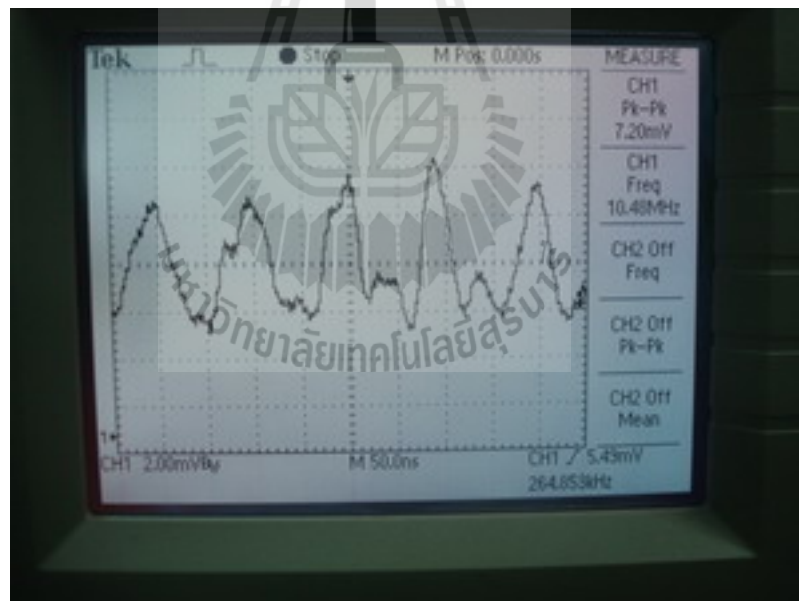 Tek Stop M Pos: 0.000s MEASURE
CH1
Pk-Pk
7.20mV
CH1
Freq
10.48MHz
CH2 Off
Freq
CH2 Off
Pk-Pk
CH2 Off
Mean
มหาวิทยาลัยเทคโนโลยีสุรนารี
1
CH1 2.00mV M 50.0ns CH1 5.49mV
264.853kHz